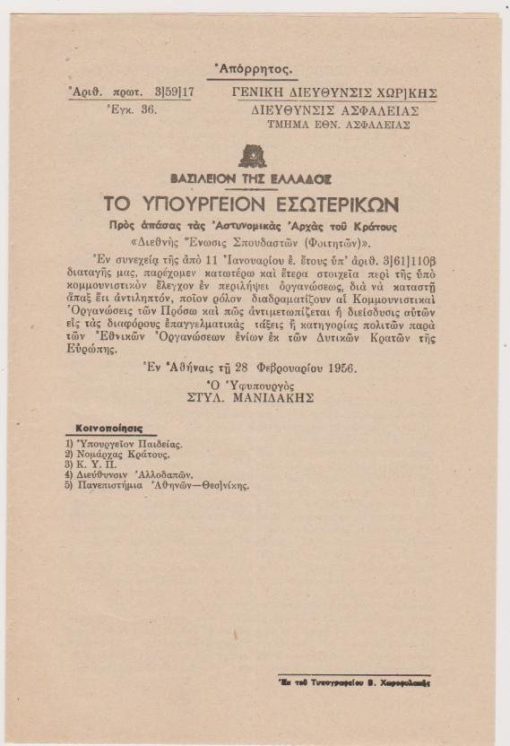 Ἀπόρρητος.
Ἀριθ. πρωτ. 3]59]17
Ἐγκ. 36.
ΓΕΝΙΚΗ ΔΙΕΥΘΥΝΣΙΣ ΧΩΡ]ΚΗΣ
ΔΙΕΥΘΥΝΣΙΣ ΑΣΦΑΛΕΙΑΣ
ΤΜΗΜΑ ΕΘΝ. ΑΣΦΑΛΕΙΑΣ
ΒΑΣΙΛΕΙΟΝ ΤΗΣ ΕΛΛΑΔΟΣ
ΤΟ ΥΠΟΥΡΓΕΙΟΝ ΕΣΩΤΕΡΙΚΩΝ
Πρὸς ἁπάσας τὰς Ἀστυνομικὰς Ἀρχὰς τοῦ Κράτους
«Διεθνὴς Ἕνωσις Σπουδαστῶν (Φοιτητῶν)».
Ἐν συνεχείᾳ τῆς ἀπὸ 11 Ἰανουαρίου ἑ. ἔτους ὑπ' ἀριθ. 3]61]110β
διαταγῆς μας, παρέχομεν κατωτέρω καὶ ἕτερα στοιχεῖα περὶ τῆς ὑπὸ
κομμουνιστικὸν ἔλεγχον ἐν περιλήψει ὀργανώσεως, διὰ νὰ καταστῇ
ἅπαξ ἔτι ἀντιληπτόν, ποῖον ρόλον διαδραματίζουν αἱ Κομμουνιστικαὶ
Ὀργανώσεις τῶν Πρόσω καὶ πῶς ἀντιμετωπίζεται ἡ διείσδυσις αὐτῶν
εἰς τὰς διαφόρους ἐπαγγελματικὰς τάξεις ἢ κατηγορίας πολιτῶν παρὰ
τῶν Ἐθνικῶν Ὀργανώσεων ἐνίων ἐκ τῶν Δυτικῶν Κρατῶν τῆς
Εὐρώπης.
Ἐν Ἀθήναις τῇ 28 Φεβρουαρίου 1956.
Ὁ Ὑφυπουργὸς
ΣΤΥΛ. ΜΑΝΙΔΑΚΗΣ
Κοινοποίησις
1) Ὑπουργεῖον Παιδείας.
2) Νομάρχας Κράτους.
3) Κ. Υ. Π.
4) Διεύθυνσιν Ἀλλοδαπῶν.
5) Πανεπιστήμια Ἀθηνῶν—Θεσ]νίκης.
Ἐκ τοῦ Τυπογραφείου Β. Χωροφυλακῆς